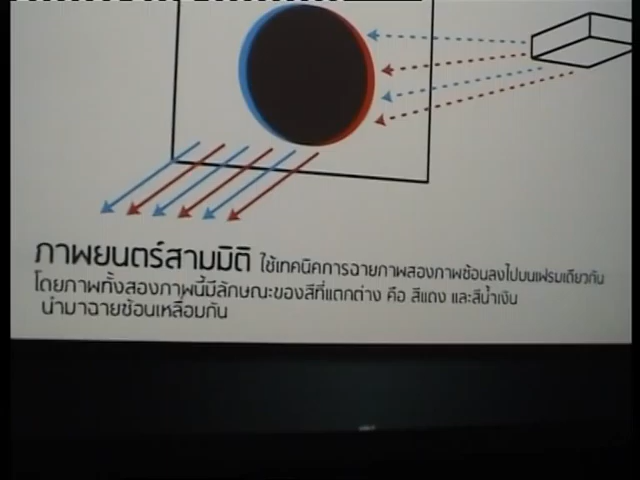 ภาพยนตร์สามมิติ ใช้เทคนิคการฉายภาพสองภาพซ้อนลงไปบนเฟรมเดียวกัน
โดยภาพทั้งสองภาพนี้มีลักษณะของสีที่แตกต่าง คือ สีแดง และสีน้ำเงิน
นำมาฉายซ้อนเหลื่อมกัน